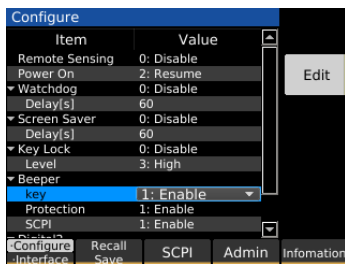 Configure
Item Value
Remote Sensing 0: Disable
Power On 2: Resume
Edit
Watchdog 0: Disable
Delay[s] 60
Screen Saver 0: Disable
Delay[s] 60
Key Lock 0: Disable
Level 3: High
Beeper
key 1: Enable
Protection 1: Enable
SCPI 1: Enable
·Configure Recall SCPI Admin Infomation
·Interface Save